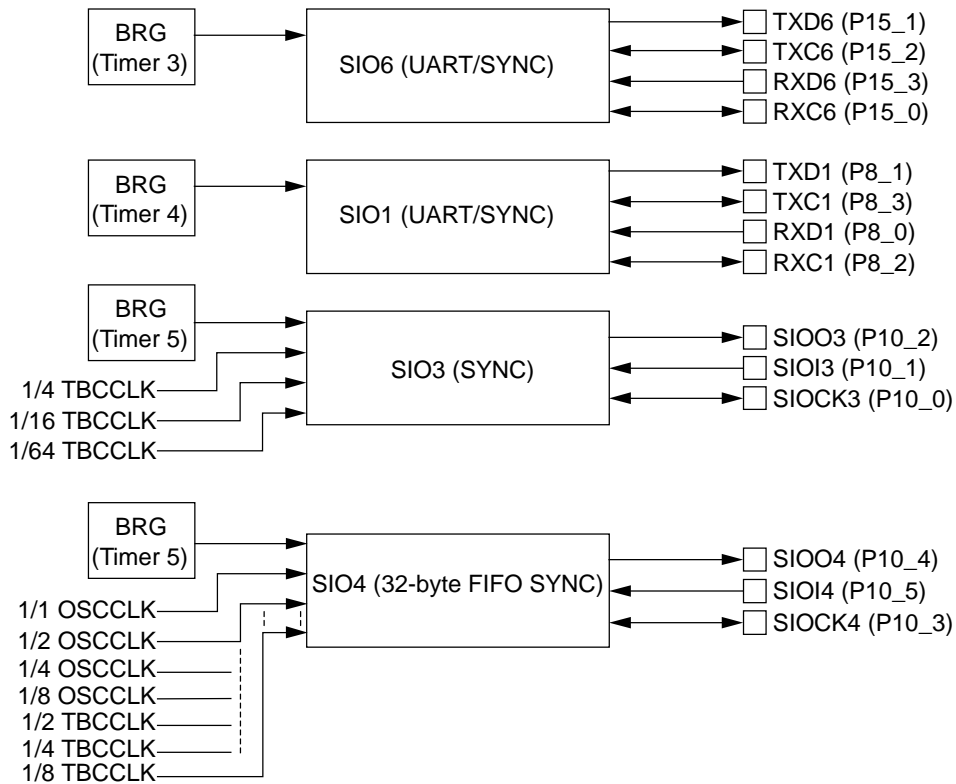 BRG
(Timer 3)
SIO6 (UART/SYNC)
TXD6 (P15_1)
TXC6 (P15_2)
RXD6 (P15_3)
RXC6 (P15_0)
BRG
(Timer 4)
SIO1 (UART/SYNC)
TXD1 (P8_1)
TXC1 (P8_3)
RXD1 (P8_0)
RXC1 (P8_2)
BRG
(Timer 5)
1/4 TBCCLK
1/16 TBCCLK
1/64 TBCCLK
SIO3 (SYNC)
SIOO3 (P10_2)
SIOI3 (P10_1)
SIOCK3 (P10_0)
BRG
(Timer 5)
1/1 OSCCLK
1/2 OSCCLK
1/4 OSCCLK
1/8 OSCCLK
1/2 TBCCLK
1/4 TBCCLK
1/8 TBCCLK
SIO4 (32-byte FIFO SYNC)
SIOO4 (P10_4)
SIOI4 (P10_5)
SIOCK4 (P10_3)